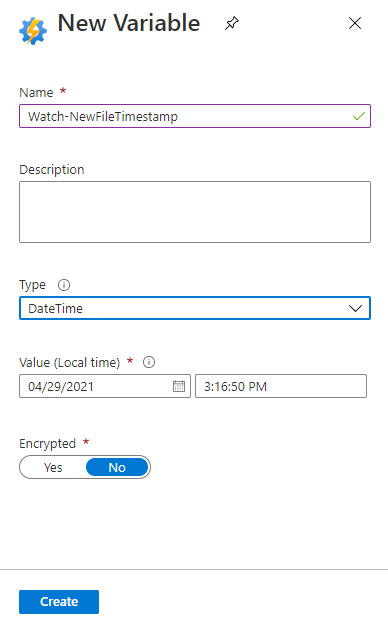 New Variable
Name *
Watch-NewFileTimestamp
Description
Type
DateTime
Value (Local time) *
04/29/2021 3:16:50 PM
Encrypted *
Yes No
Create